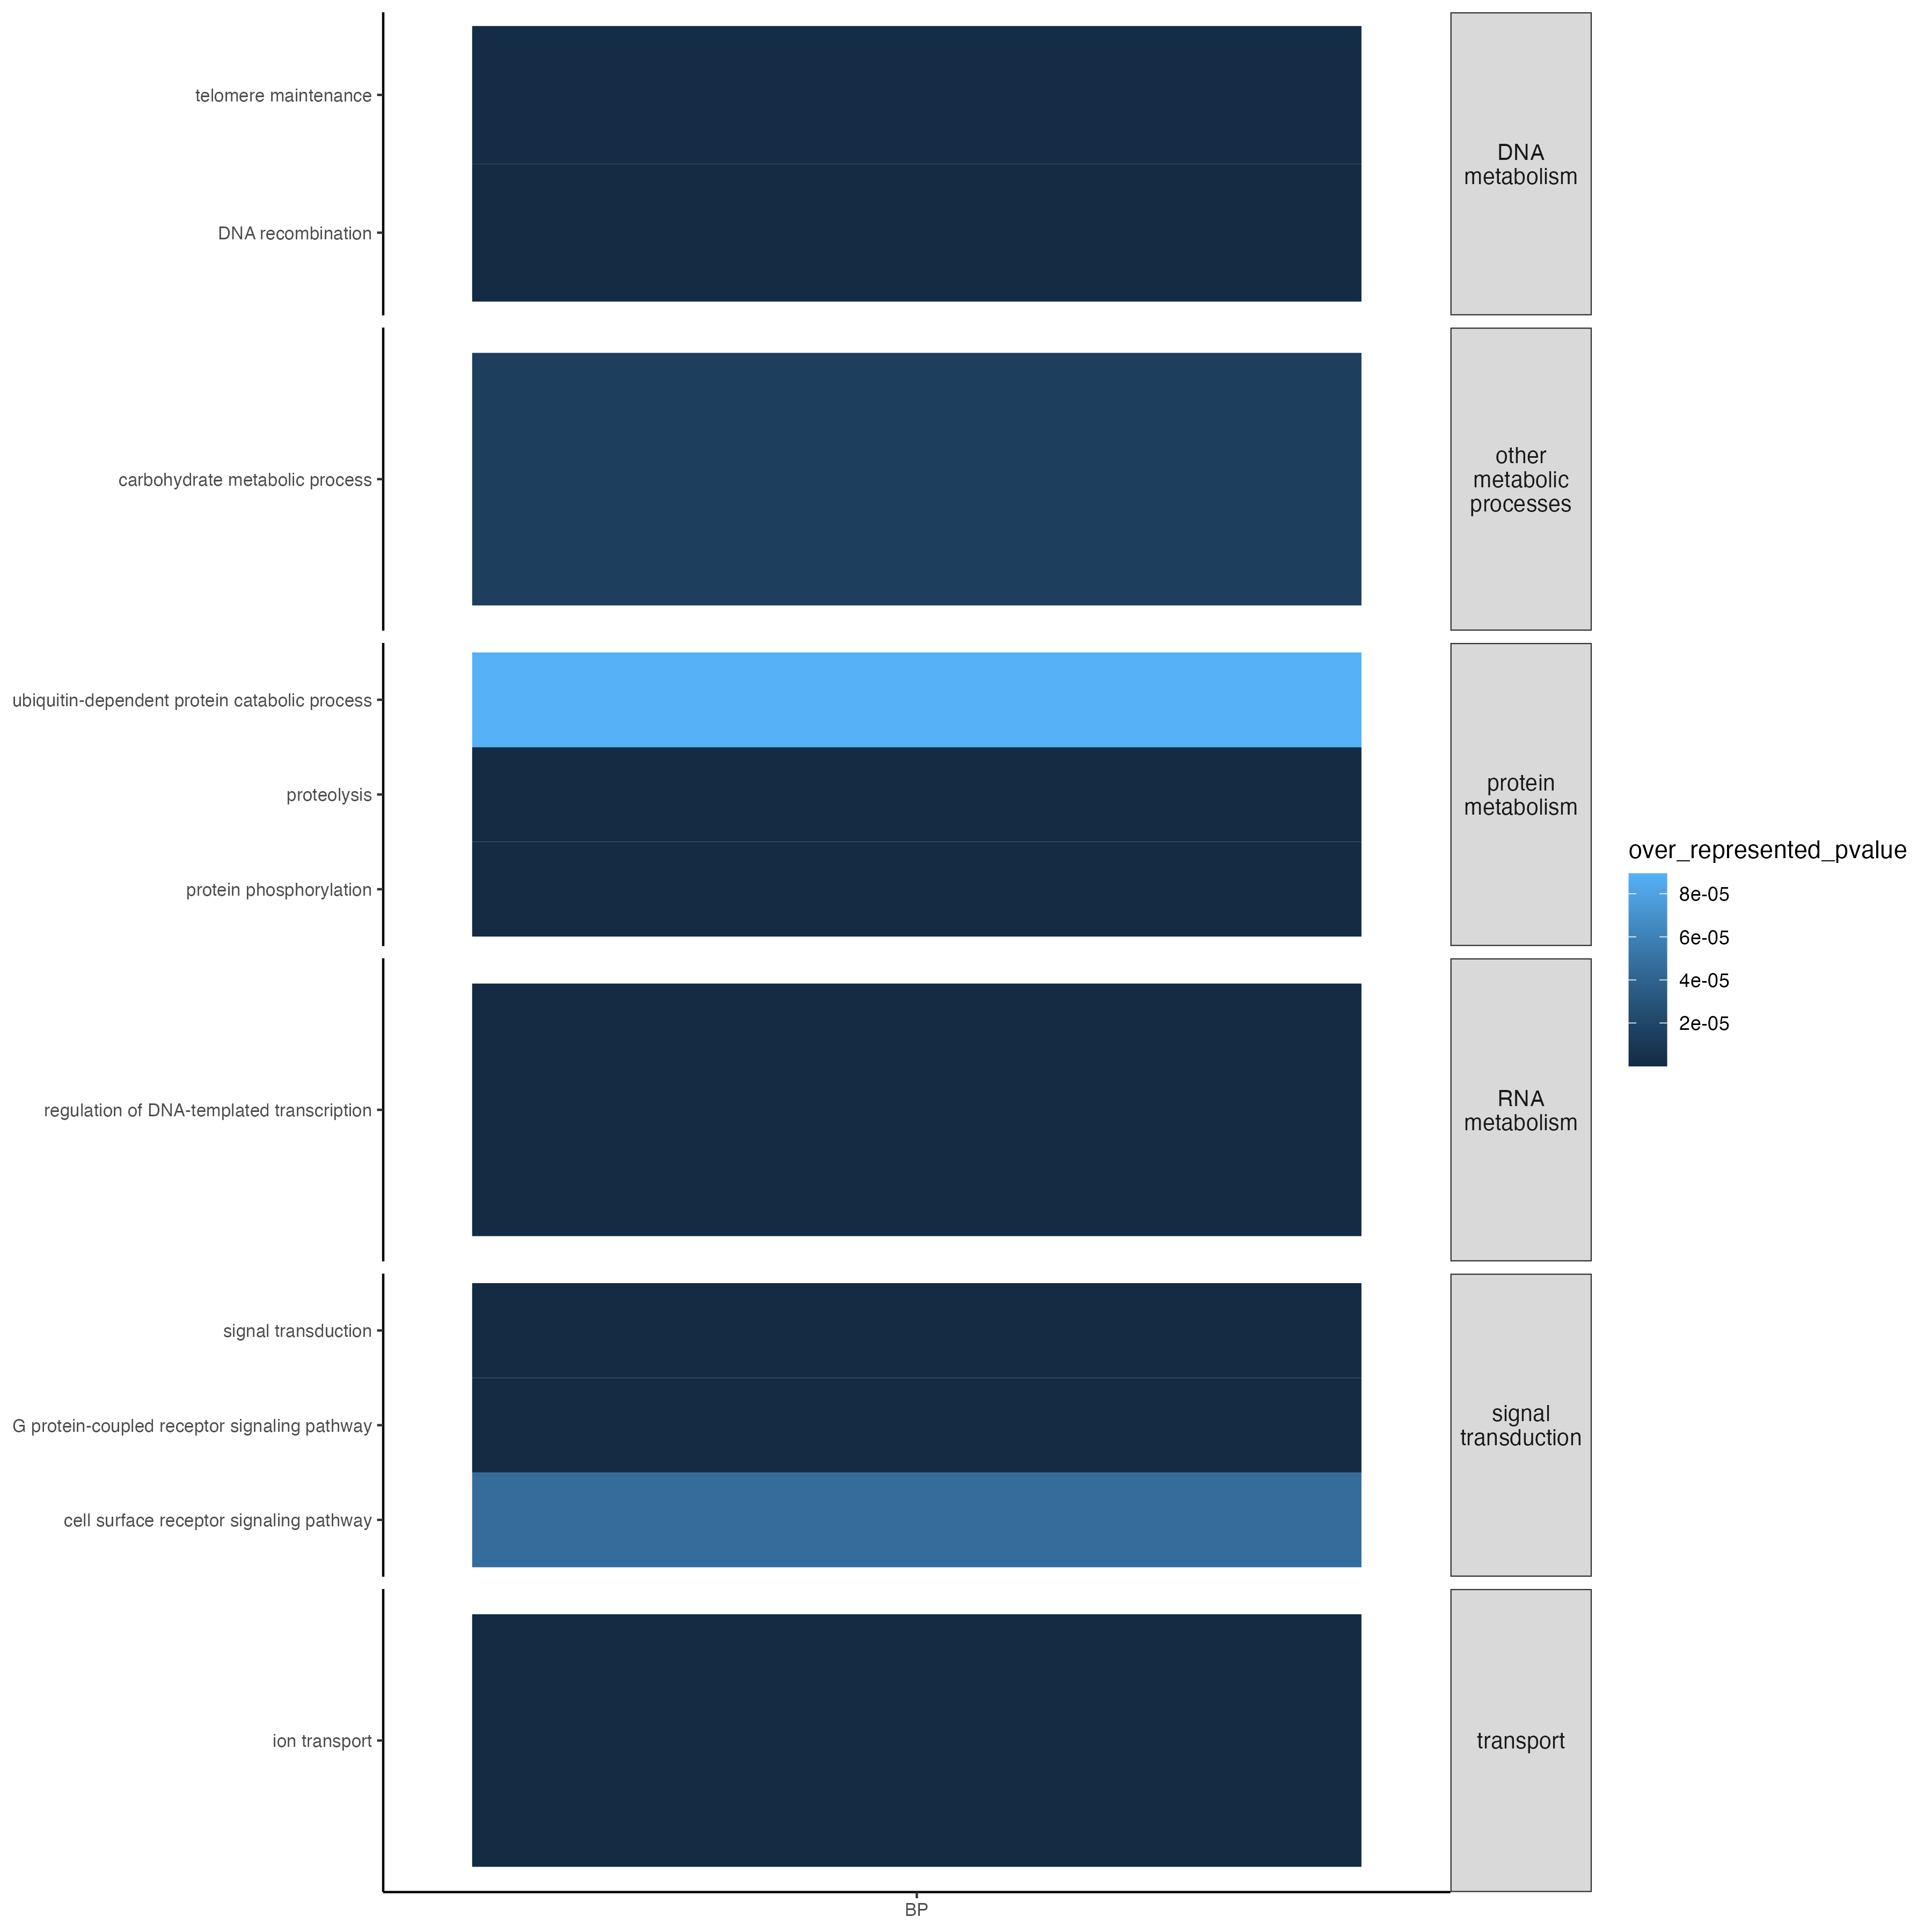 telomere maintenance
DNA recombination
DNA
metabolism
carbohydrate metabolic process
other
metabolic
processes
ubiquitin-dependent protein catabolic process
proteolysis
protein phosphorylation
protein
metabolism
regulation of DNA-templated transcription
RNA
metabolism
signal transduction
G protein-coupled receptor signaling pathway
cell surface receptor signaling pathway
signal
transduction
ion transport
transport
BP
over_represented_pvalue
8e-05
6e-05
4e-05
2e-05